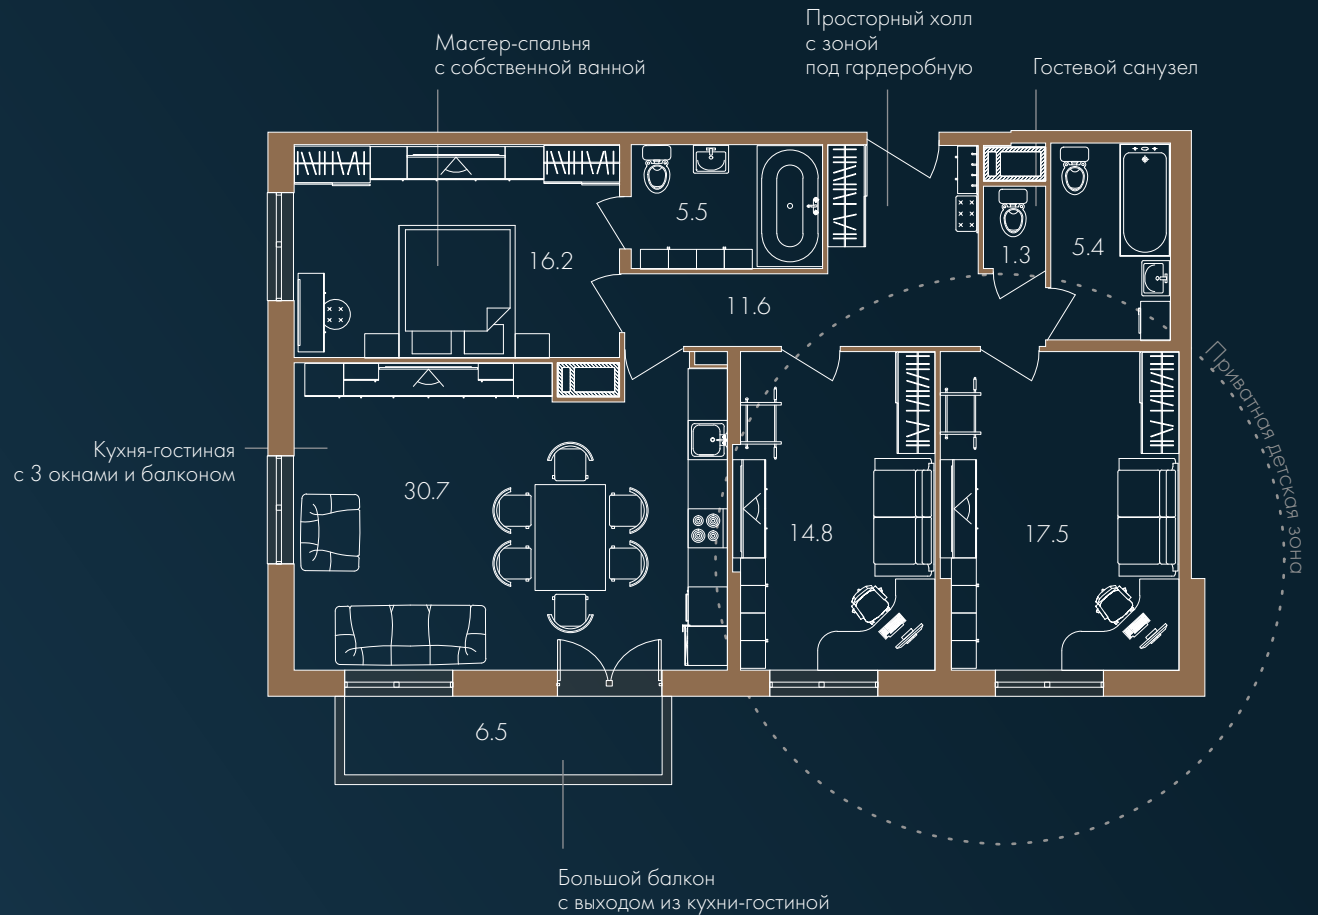 Просторный холл
с зоной
под гардеробную
Мастер-спальня
с собственной ванной
Гостевой санузел
5.5
16.2
1.3
5.4
11.6
Приватная детская зона
Кухня-гостиная
с 3 окнами и балконом
30.7
14.8
17.5
6.5
Большой балкон
с выходом из кухни-гостиной